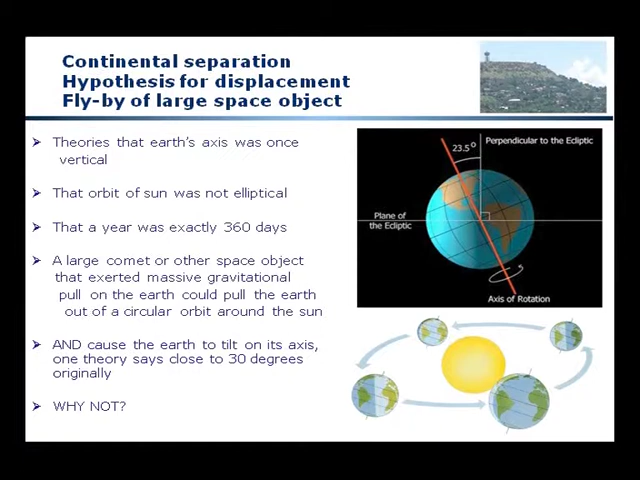 Continental separation
Hypothesis for displacement
Fly-by of large space object
Theories that earth's axis was once
vertical
That orbit of sun was not elliptical
That a year was exactly 360 days
A large comet or other space object
that exerted massive gravitational
pull on the earth could pull the earth
out of a circular orbit around the sun
AND cause the earth to tilt on its axis,
one theory says close to 30 degrees
originally
WHY NOT?
23.5°
Perpendicular to the Ecliptic
Plane of
the Ecliptic
Axis of Rotation